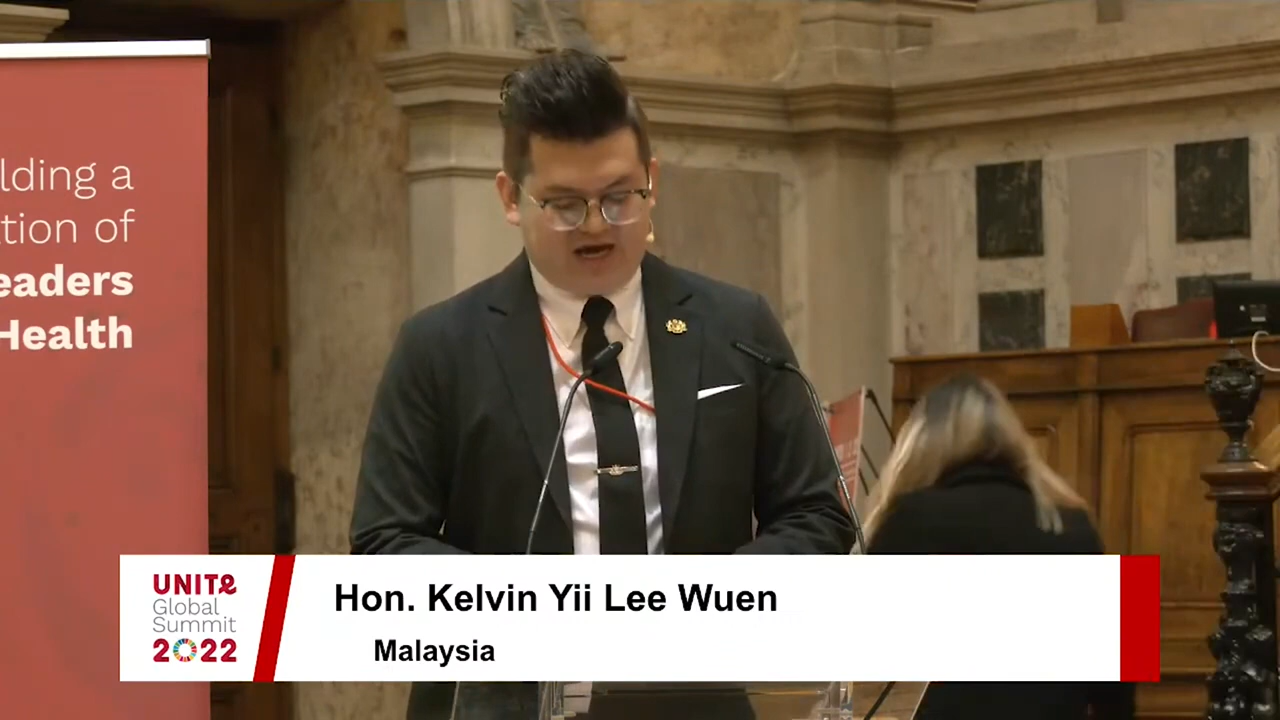 lding a
tion of
eaders
Health
UNITE
Global
Summit
2022
Hon. Kelvin Yii Lee Wuen
Malaysia